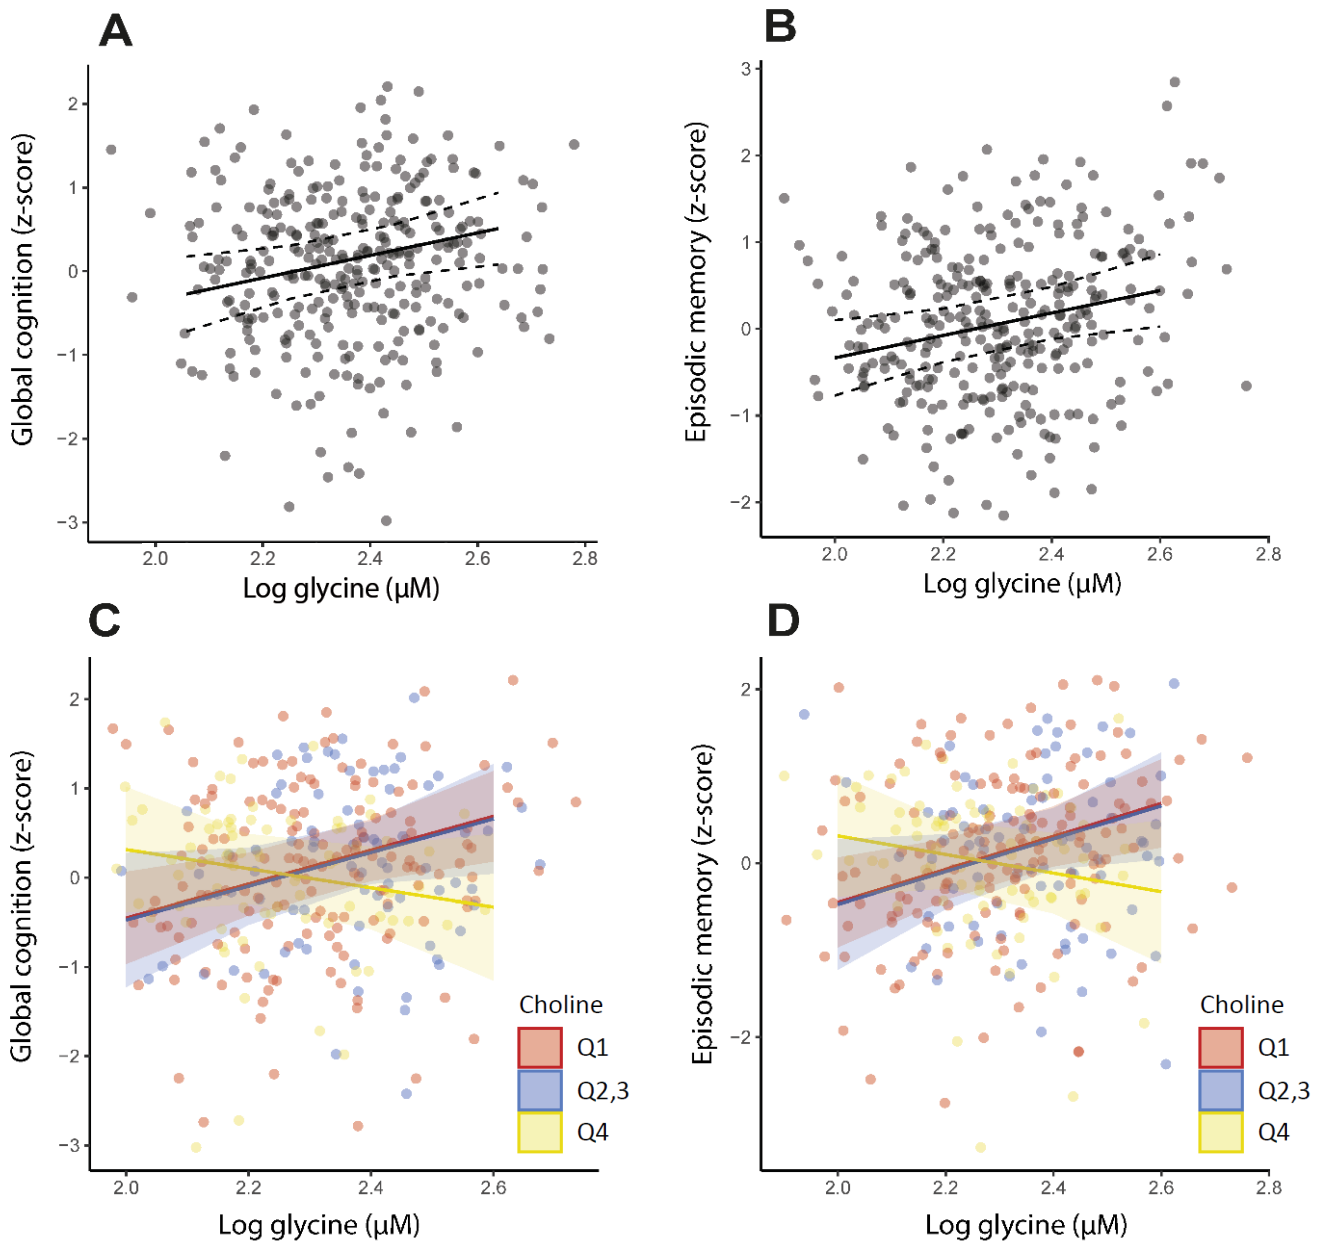 A
Global cognition (z-score)
2
1
0
−1
−2
−3
2.0 2.2 2.4 2.6
Log glycine (µM)
B
Episodic memory (z-score)
3
2
1
0
−1
−2
2.0 2.2 2.4 2.6 2.8
Log glycine (µM)
C
Global cognition (z-score)
2
1
0
−1
−2
−3
2.0 2.2 2.4 2.6
Log glycine (µM)
Choline
Q1
Q2,3
Q4
D
Episodic memory (z-score)
2
0
−2
2.0 2.2 2.4 2.6 2.8
Log glycine (µM)
Choline
Q1
Q2,3
Q4